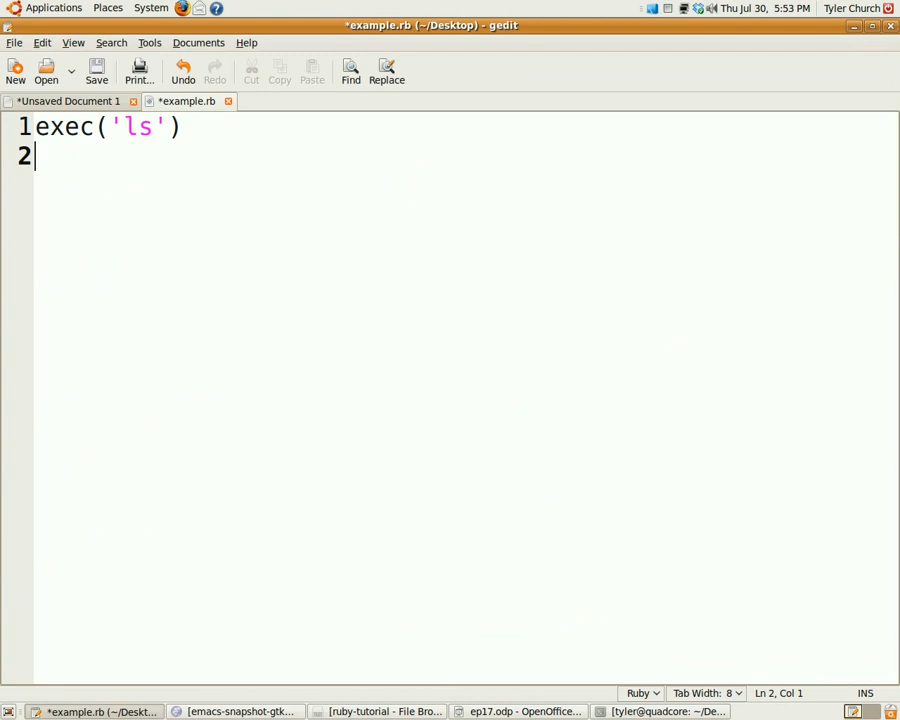 Applications Places System Thu Jul 30, 5:53 PM Tyler Church
*example.rb (~/Desktop) - gedit
File Edit View Search Tools Documents Help
New Open Save Print... Undo Redo Cut Copy Paste Find Replace
*Unsaved Document 1 *example.rb
1 exec('ls')
2
Ruby Tab Width: 8 Ln 2, Col 1 INS
*example.rb (~/Deskt... [emacs-snapshot-gtk... [ruby-tutorial - File Bro... ep17.odp - OpenOffice... [tyler@quadcore: ~/De...